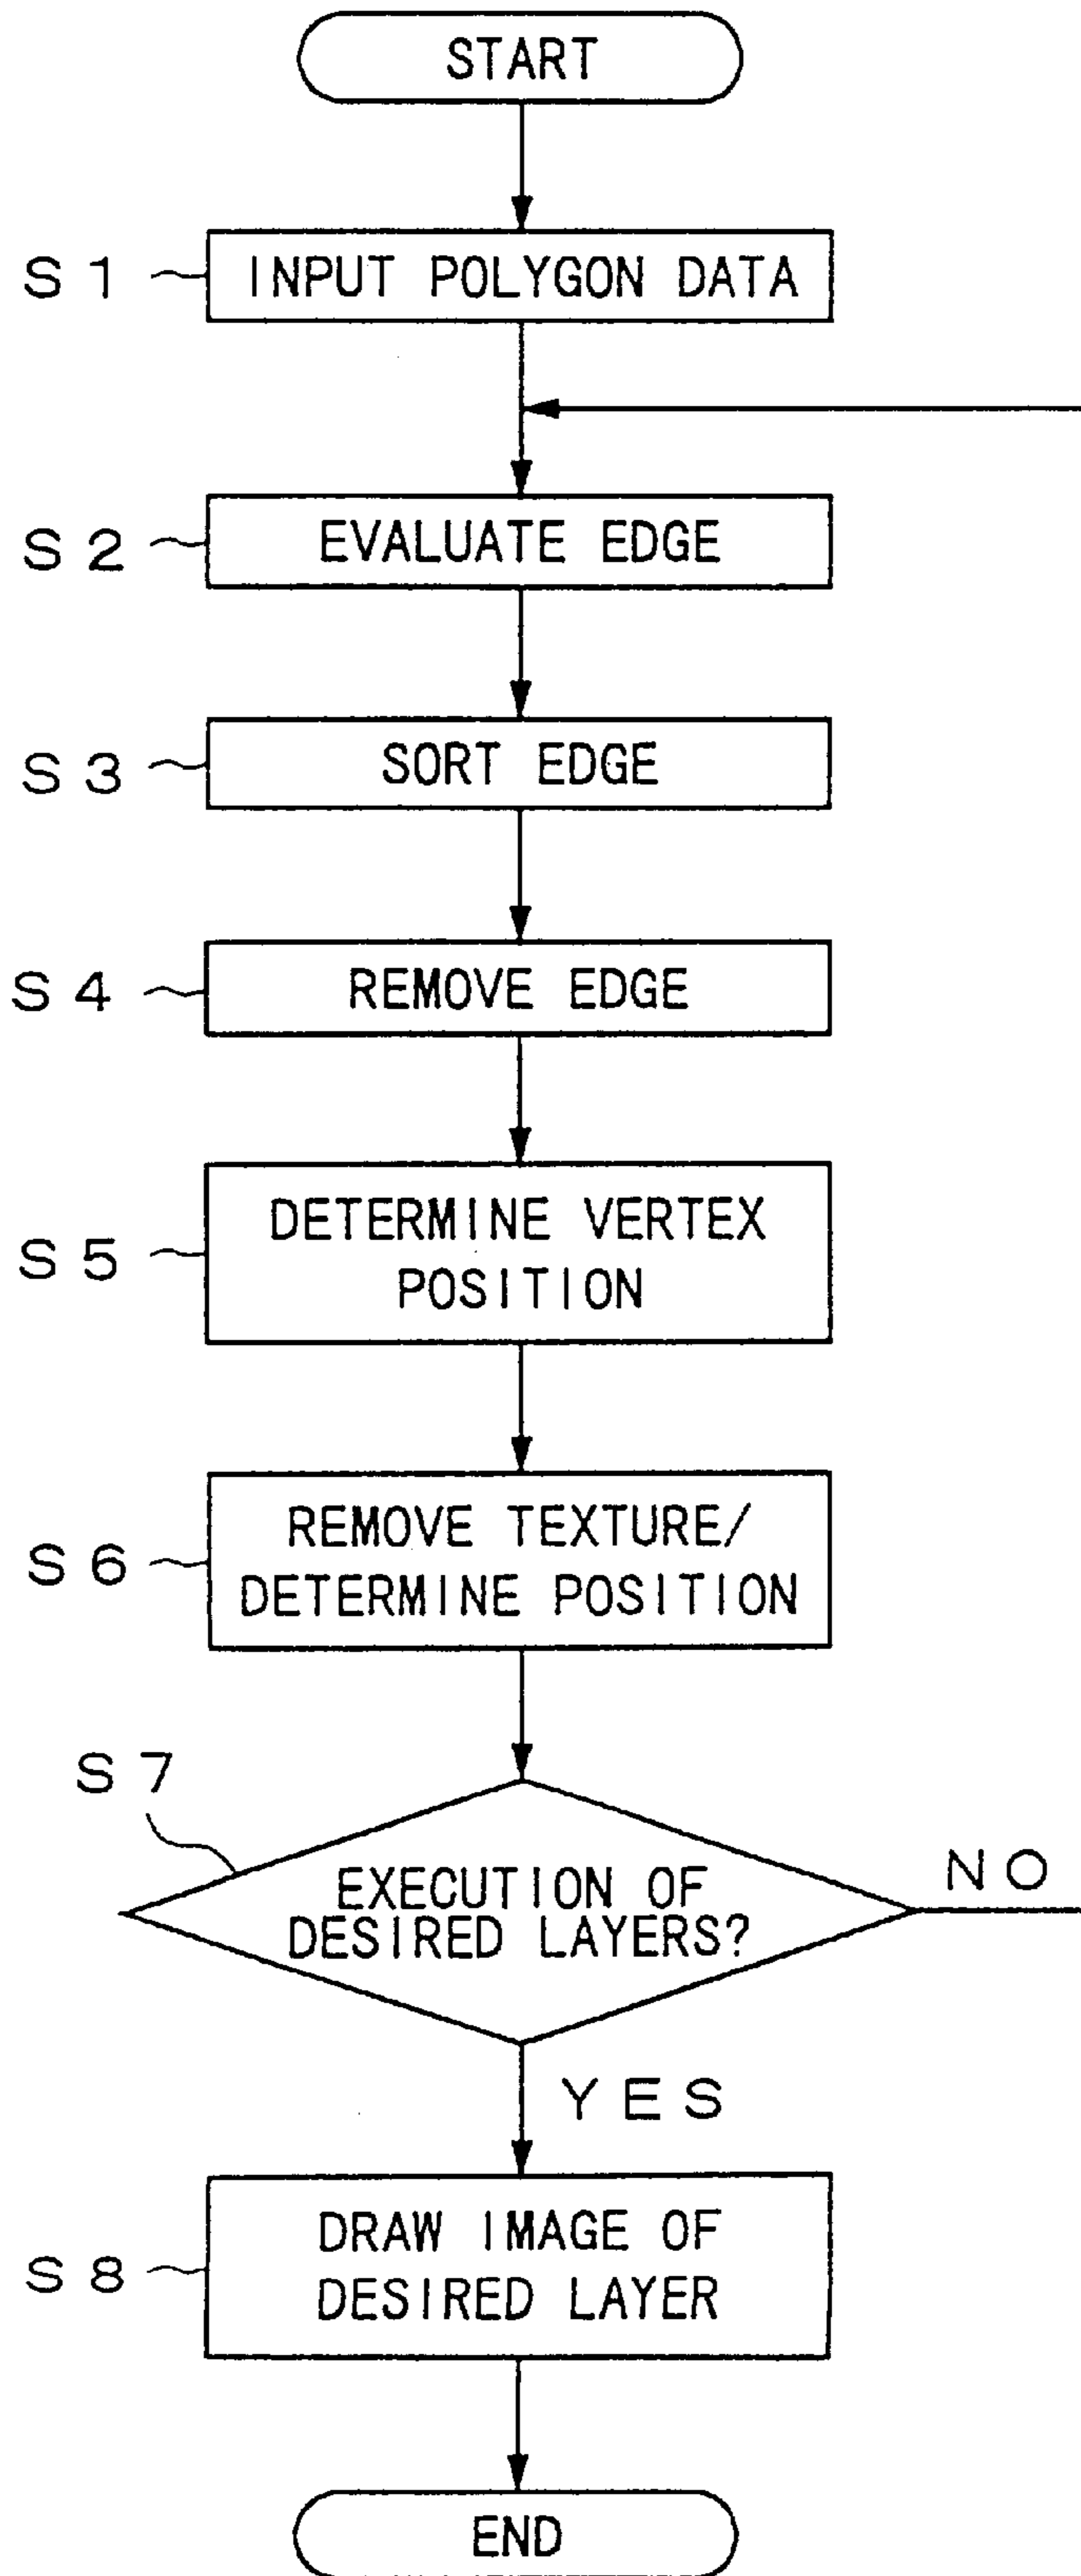 START
S1
INPUT POLYGON DATA
S2
EVALUATE EDGE
S3
SORT EDGE
S4
REMOVE EDGE
S5
DETERMINE VERTEX
POSITION
S6
REMOVE TEXTURE/
DETERMINE POSITION
S7
EXECUTION OF
DESIRED LAYERS?
NO
YES
S8
DRAW IMAGE OF
DESIRED LAYER
END